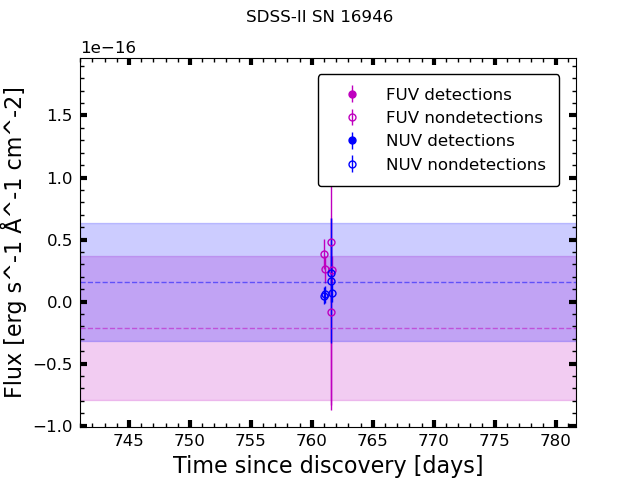 SDSS-II SN 16946
1e−16
FUV detections
FUV nondetections
NUV detections
NUV nondetections
1.5
1.0
0.5
0.0
−0.5
−1.0
745 750 755 760 765 770 775 780
Time since discovery [days]
Flux [erg s^-1 Å^-1 cm^-2]